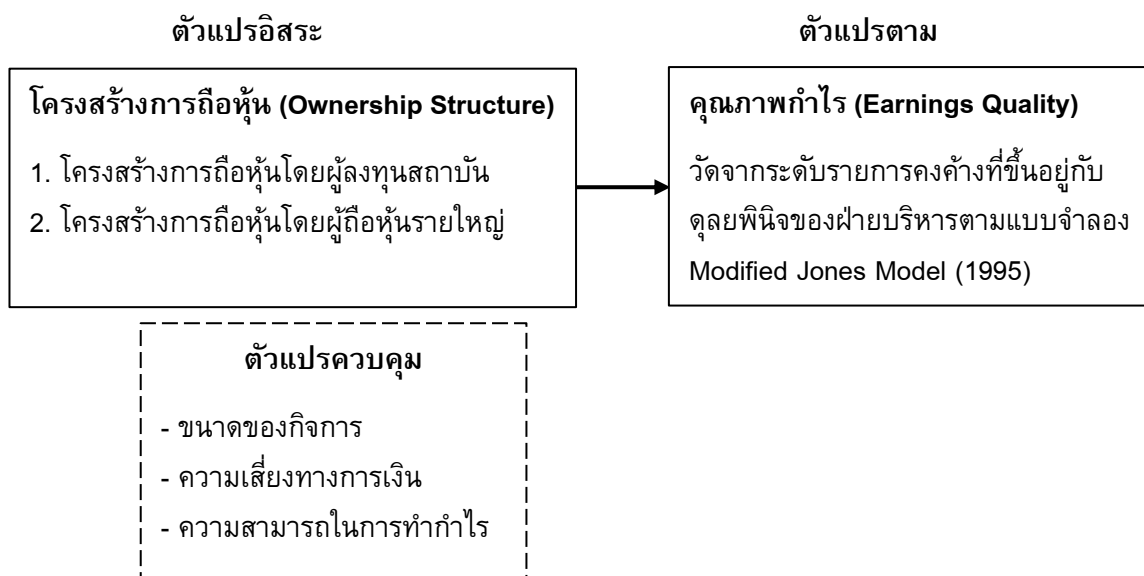 ตัวแปรอิสระ
โครงสร้างการถือหุ้น (Ownership Structure)
1. โครงสร้างการถือหุ้นโดยผู้ลงทุนสถาบัน
2. โครงสร้างการถือหุ้นโดยผู้ถือหุ้นรายใหญ่
ตัวแปรตาม
คุณภาพกำไร (Earnings Quality)
วัดจากระดับรายการคงค้างที่ขึ้นอยู่กับ
ดุลยพินิจของฝ่ายบริหารตามแบบจำลอง
Modified Jones Model (1995)
ตัวแปรควบคุม
- ขนาดของกิจการ
- ความเสี่ยงทางการเงิน
- ความสามารถในการทำกำไร